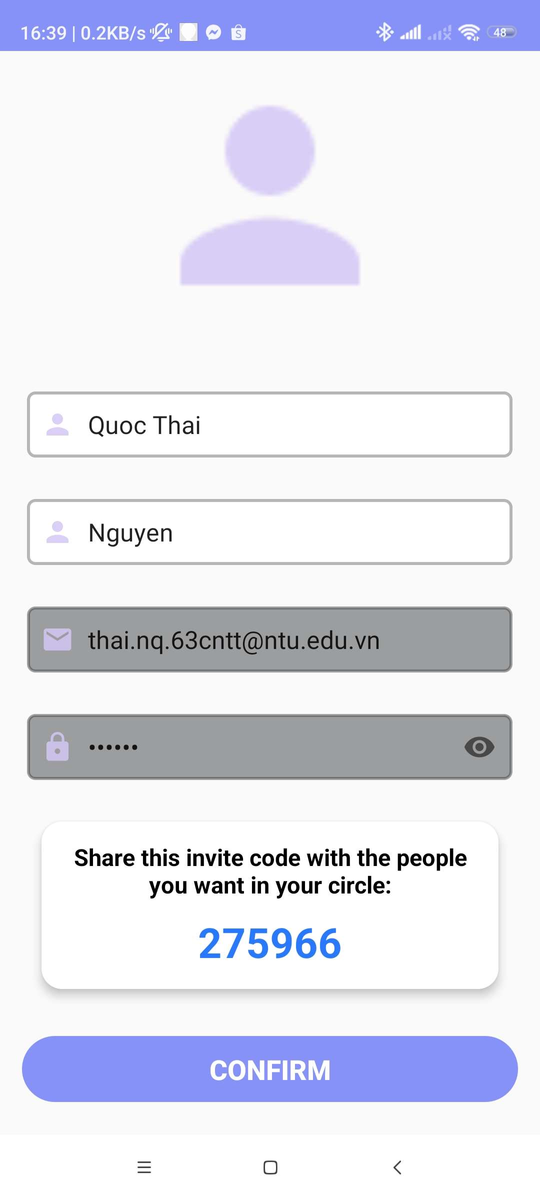 16:39 | 0.2KB/s
48
Quoc Thai
Nguyen
thai.nq.63cntt@ntu.edu.vn
••••••
Share this invite code with the people
you want in your circle:
275966
CONFIRM